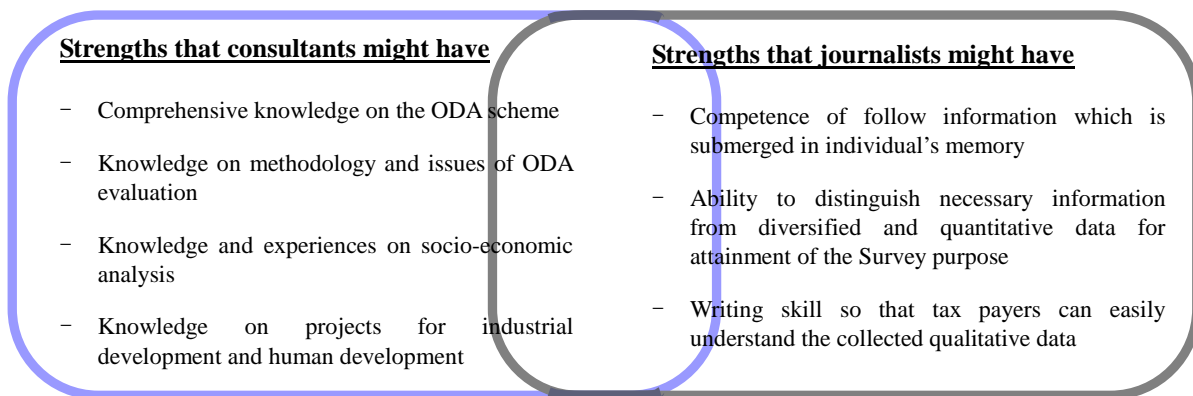 Strengths that consultants might have
− Comprehensive knowledge on the ODA scheme
− Knowledge on methodology and issues of ODA
evaluation
− Knowledge and experiences on socio-economic
analysis
− Knowledge on projects for industrial
development and human development
Strengths that journalists might have
− Competence of follow information which is
submerged in individual’s memory
− Ability to distinguish necessary information
from diversified and quantitative data for
attainment of the Survey purpose
− Writing skill so that tax payers can easily
understand the collected qualitative data